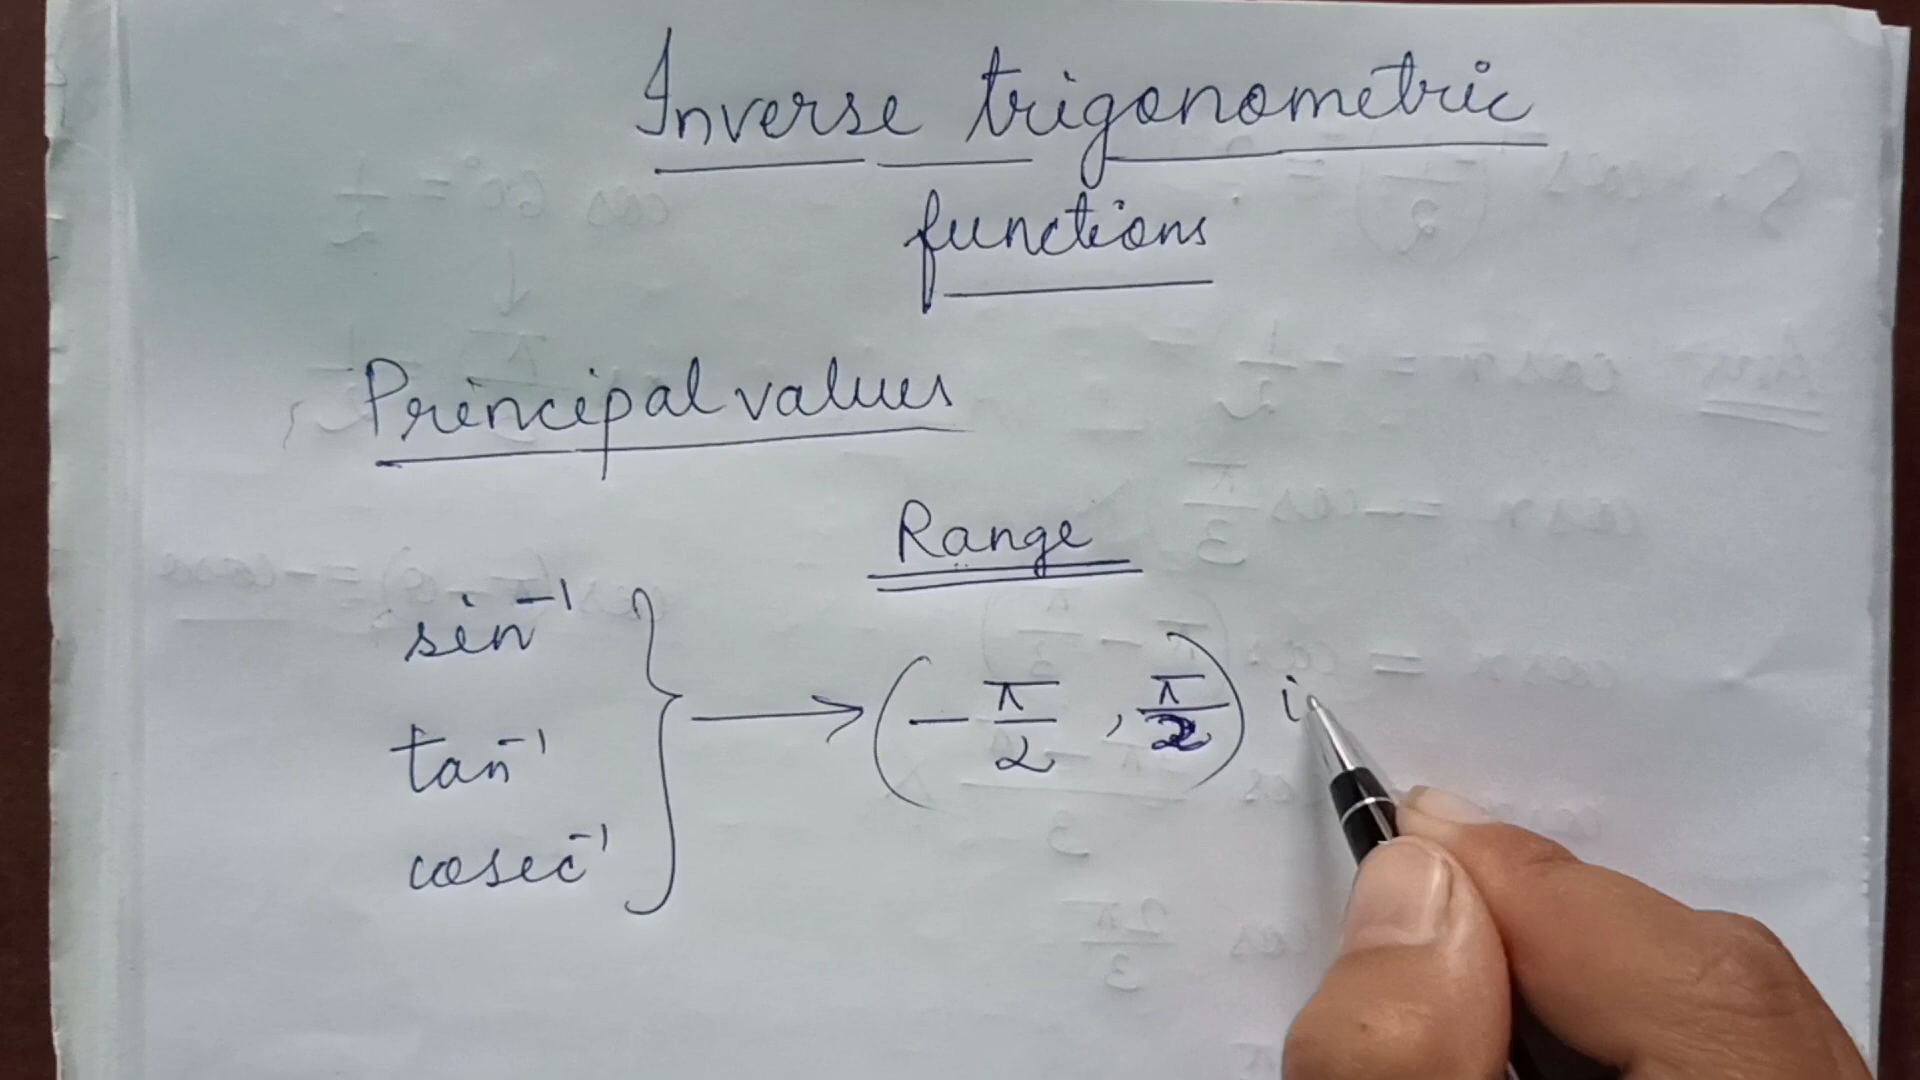 Inverse trigonometric
functions
Principal values
Range
sin⁻¹
tan⁻¹
cosec⁻¹
(-π/2, π/2) i